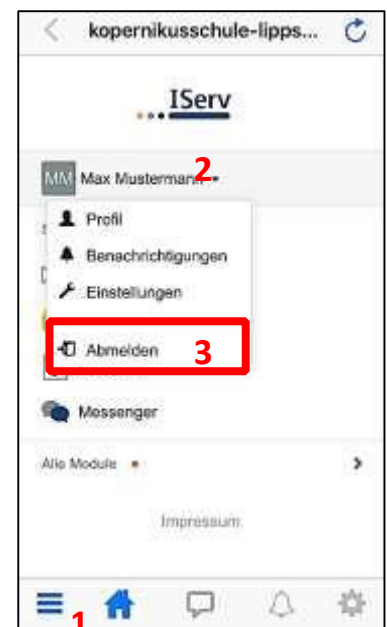 kopernikusschule-lipps...
IServ
MM Max Mustermann
2
Profil
Benachrichtigungen
Einstellungen
Abmelden 3
Messenger
Alle Module
Impressum
1